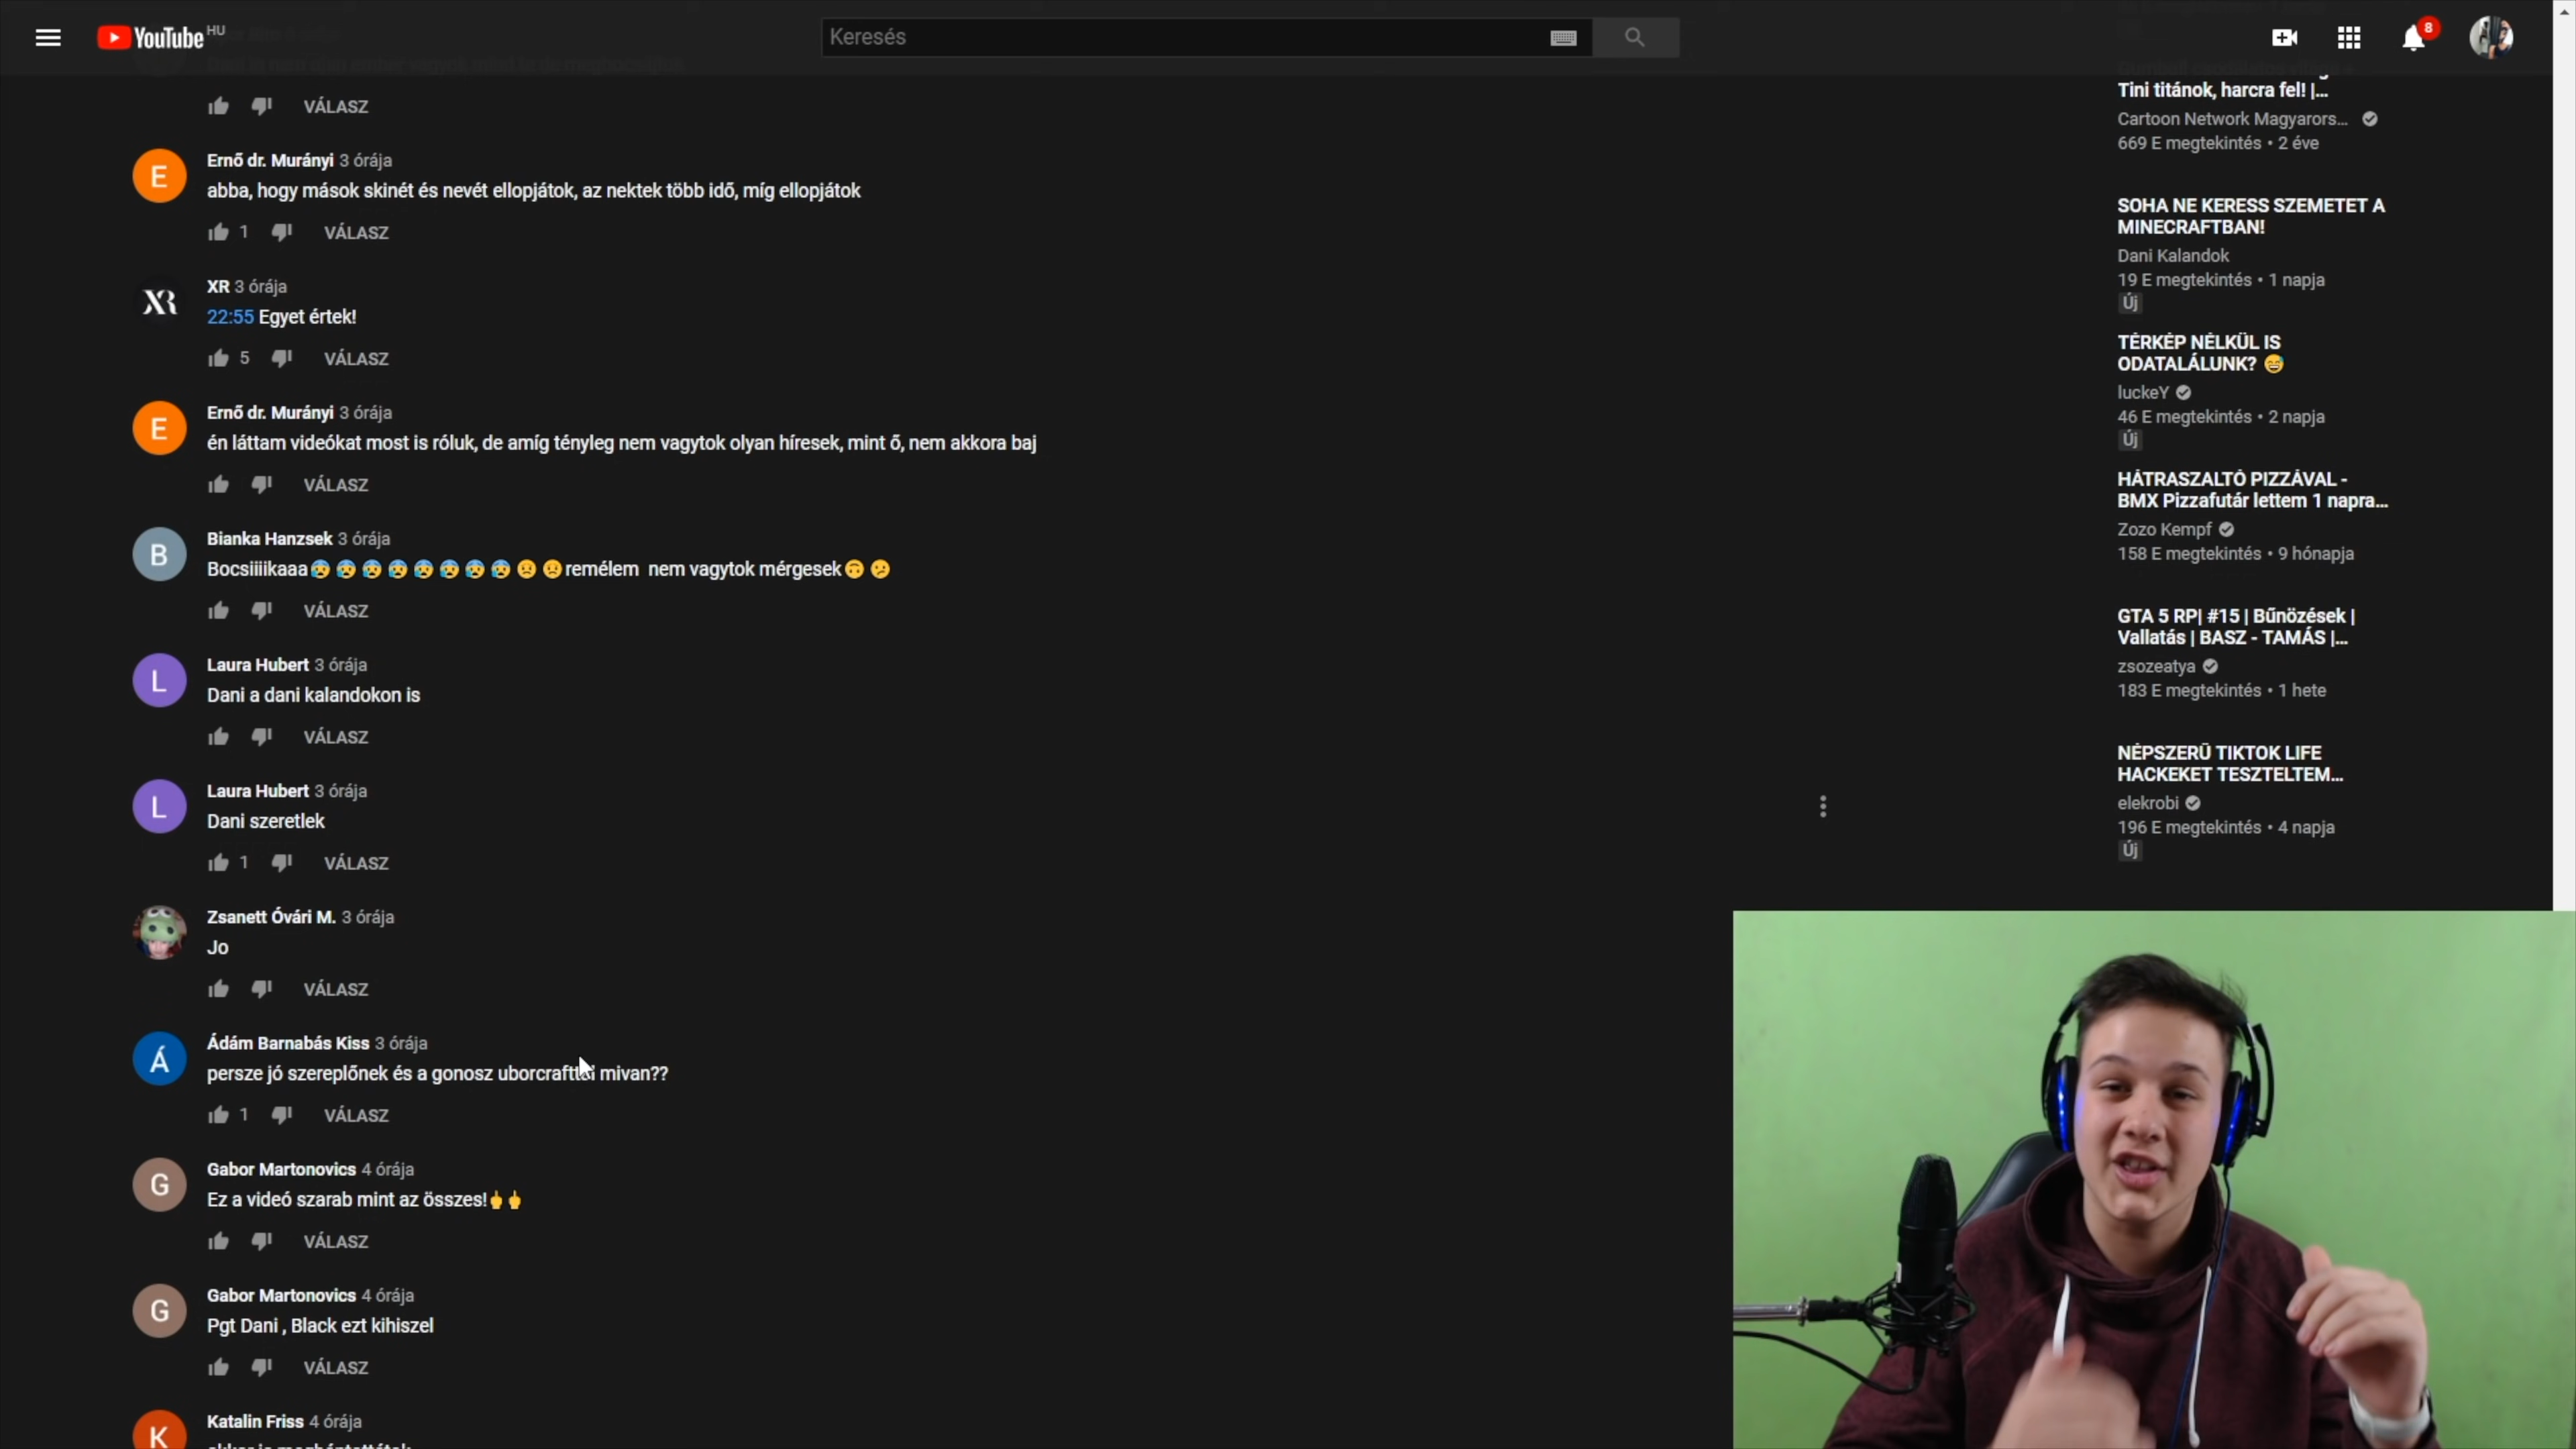 YouTube HU
Keresés
8
VÁLASZ
Ernő dr. Murányi 3 órája
abba, hogy mások skinét és nevét ellopjátok, az nektek több idő, míg ellopjátok
1 VÁLASZ
XR 3 órája
22:55 Egyet értek!
5 VÁLASZ
Ernő dr. Murányi 3 órája
én láttam videókat most is róluk, de amíg tényleg nem vagytok olyan híresek, mint ő, nem akkora baj
VÁLASZ
Bianka Hanzsek 3 órája
Bocsiiiikaaa😰😰😰😰😰😰😰😰😣😣remélem  nem vagytok mérgesek🙃🫤
VÁLASZ
Laura Hubert 3 órája
Dani a dani kalandokon is
VÁLASZ
Laura Hubert 3 órája
Dani szeretlek
1 VÁLASZ
Zsanett Óvári M. 3 órája
Jo
VÁLASZ
Ádám Barnabás Kiss 3 órája
persze jó szereplőnek és a gonosz mivan??
1 VÁLASZ
Gabor Martonovics 4 órája
Ez a videó szarab mint az összes!🖕🖕
VÁLASZ
Gabor Martonovics 4 órája
Pgt Dani , Black ezt kihiszel
VÁLASZ
Katalin Friss 4 órája
Tini titánok, harcra fel! |...
Cartoon Network Magyarors...
669 E megtekintés • 2 éve
SOHA NE KERESS SZEMETET A
MINECRAFTBAN!
Dani Kalandok
19 E megtekintés • 1 napja
Új
TÉRKÉP NÉLKÜL IS
ODATALÁLUNK? 😅
luckeY
46 E megtekintés • 2 napja
Új
HÁTRASZALTÓ PIZZÁVAL -
BMX Pizzafutár lettem 1 napra...
Zozo Kempf
158 E megtekintés • 9 hónapja
GTA 5 RP| #15 | Bűnözések |
Vallatás | BASZ - TAMÁS |...
zsozeatya
183 E megtekintés • 1 hete
NÉPSZERŰ TIKTOK LIFE
HACKEKET TESZTELTEM...
elekrobi
196 E megtekintés • 4 napja
Új
E
XR
E
B
L
L
Á
G
G
K